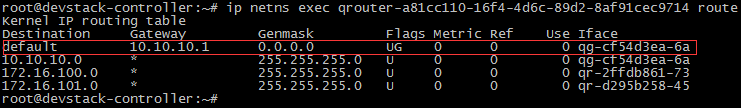 root@devstack-controller:~# ip netns exec qrouter-a81cc110-16f4-4d6c-89d2-8af91cec9714 route
Kernel IP routing table
Destination Gateway Genmask Flags Metric Ref Use Iface
default 10.10.10.1 0.0.0.0 UG 0 0 0 qg-cf54d3ea-6a
10.10.10.0 * 255.255.255.0 U 0 0 0 qg-cf54d3ea-6a
172.16.100.0 * 255.255.255.0 U 0 0 0 qr-2ffdb861-73
172.16.101.0 * 255.255.255.0 U 0 0 0 qr-d295b258-45
root@devstack-controller:~#